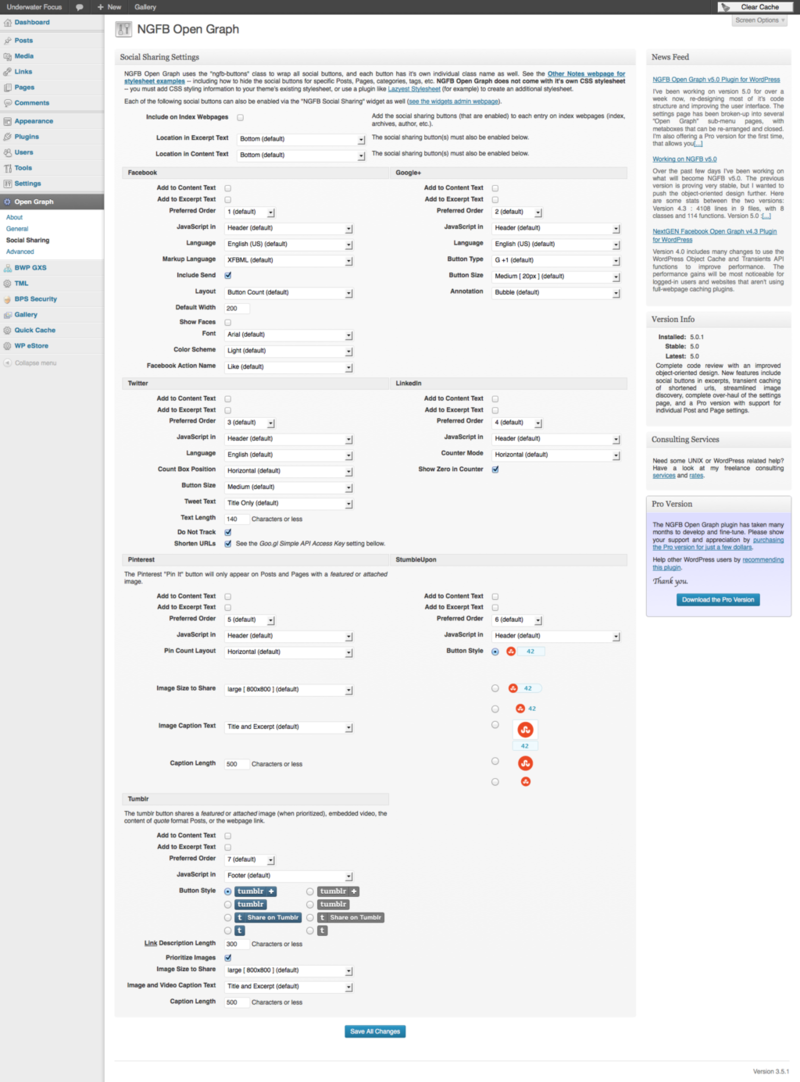 Underwater Focus
New
Gallery
Clear Cache
Screen Options
Dashboard
Posts
Media
Links
Pages
Comments
Appearance
Plugins
Users
Tools
Settings
Open Graph
About
General
Social Sharing
Advanced
BWP GXS
TML
BPS Security
Gallery
Quick Cache
WP eStore
Collapse menu
NGFB Open Graph
Social Sharing Settings
NGFB Open Graph uses the "ngfb-buttons" class to wrap all social buttons, and each button has it's own individual class name as well. See the Other Notes webpage for
stylesheet examples -- including how to hide the social buttons for specific Posts, Pages, categories, tags, etc. NGFB Open Graph does not come with it's own CSS stylesheet
-- you must add CSS styling information to your theme's existing stylesheet, or use a plugin like Lazyest Stylesheet (for example) to create an additional stylesheet.
Each of the following social buttons can also be enabled via the "NGFB Social Sharing" widget as well (see the widgets admin webpage).
Include on Index Webpages
Add the social sharing buttons (that are enabled) to each entry on index webpages (index,
archives, author, etc.).
Location in Excerpt Text Bottom (default) The social sharing button(s) must also be enabled below.
Location in Content Text Bottom (default) The social sharing button(s) must also be enabled below.
Facebook
Add to Content Text
Add to Excerpt Text
Preferred Order 1 (default)
JavaScript in Header (default)
Language English (US) (default)
Markup Language XFBML (default)
Include Send
Layout Button Count (default)
Default Width 200
Show Faces
Font Arial (default)
Color Scheme Light (default)
Facebook Action Name Like (default)
Google+
Add to Content Text
Add to Excerpt Text
Preferred Order 2 (default)
JavaScript in Header (default)
Language English (US) (default)
Button Type G +1 (default)
Button Size Medium [ 20px ] (default)
Annotation Bubble (default)
Twitter
Add to Content Text
Add to Excerpt Text
Preferred Order 3 (default)
JavaScript in Header (default)
Language English (default)
Count Box Position Horizontal (default)
Button Size Medium (default)
Tweet Text Title Only (default)
Text Length 140 Characters or less
Do Not Track
Shorten URLs See the Goo.gl Simple API Access Key setting bellow.
LinkedIn
Add to Content Text
Add to Excerpt Text
Preferred Order 4 (default)
JavaScript in Header (default)
Counter Mode Horizontal (default)
Show Zero in Counter
Pinterest
The Pinterest "Pin It" button will only appear on Posts and Pages with a featured or attached
image.
Add to Content Text
Add to Excerpt Text
Preferred Order 5 (default)
JavaScript in Header (default)
Pin Count Layout Horizontal (default)
Image Size to Share large [ 800x800 ] (default)
Image Caption Text Title and Excerpt (default)
Caption Length 500 Characters or less
StumbleUpon
Add to Content Text
Add to Excerpt Text
Preferred Order 6 (default)
JavaScript in Header (default)
Button Style 42
42
42
42
Tumblr
The tumblr button shares a featured or attached image (when prioritized), embedded video, the
content of quote format Posts, or the webpage link.
Add to Content Text
Add to Excerpt Text
Preferred Order 7 (default)
JavaScript in Footer (default)
Button Style tumblr + tumblr +
tumblr tumblr
t Share on Tumblr t Share on Tumblr
t t
Link Description Length 300 Characters or less
Prioritize Images
Image Size to Share large [ 800x800 ] (default)
Image and Video Caption Text Title and Excerpt (default)
Caption Length 500 Characters or less
Save All Changes
News Feed
NGFB Open Graph v5.0 Plugin for WordPress
I've been working on version 5.0 for over a
week now, re-designing most of it's code
structure and improving the user interface. The
settings page has been broken-up into several
"Open Graph" sub-menu pages, with
metaboxes that can be re-arranged and closed.
I'm also offering a Pro version for the first time,
that allows you[...]
Working on NGFB v5.0
Over the past few days I've been working on
what will become NGFB v5.0. The previous
version is proving very stable, but I wanted to
push the object-oriented design further. Here
are some stats between the two versions:
Version 4.3 : 4108 lines in 9 files, with 8
classes and 114 functions. Version 5.0 :[...]
NextGEN Facebook Open Graph v4.3 Plugin
for WordPress
Version 4.0 includes many changes to use the
WordPress Object Cache and Transients API
functions to improve performance. The
performance gains will be most noticeable for
logged-in users and websites that aren't using
full-webpage caching plugins.
Version Info
Installed: 5.0.1
Stable: 5.0
Latest: 5.0
Complete code review with an improved
object-oriented design. New features include
social buttons in excerpts, transient caching
of shortened urls, streamlined image
discovery, complete over-haul of the settings
page, and a Pro version with support for
individual Post and Page settings.
Consulting Services
Need some UNIX or WordPress related help?
Have a look at my freelance consulting
services and rates.
Pro Version
The NGFB Open Graph plugin has taken many
months to develop and fine-tune. Please show
your support and appreciation by purchasing
the Pro version for just a few dollars.
Help other WordPress users by recommending
this plugin.
Thank you.
Download the Pro Version
Version 3.5.1